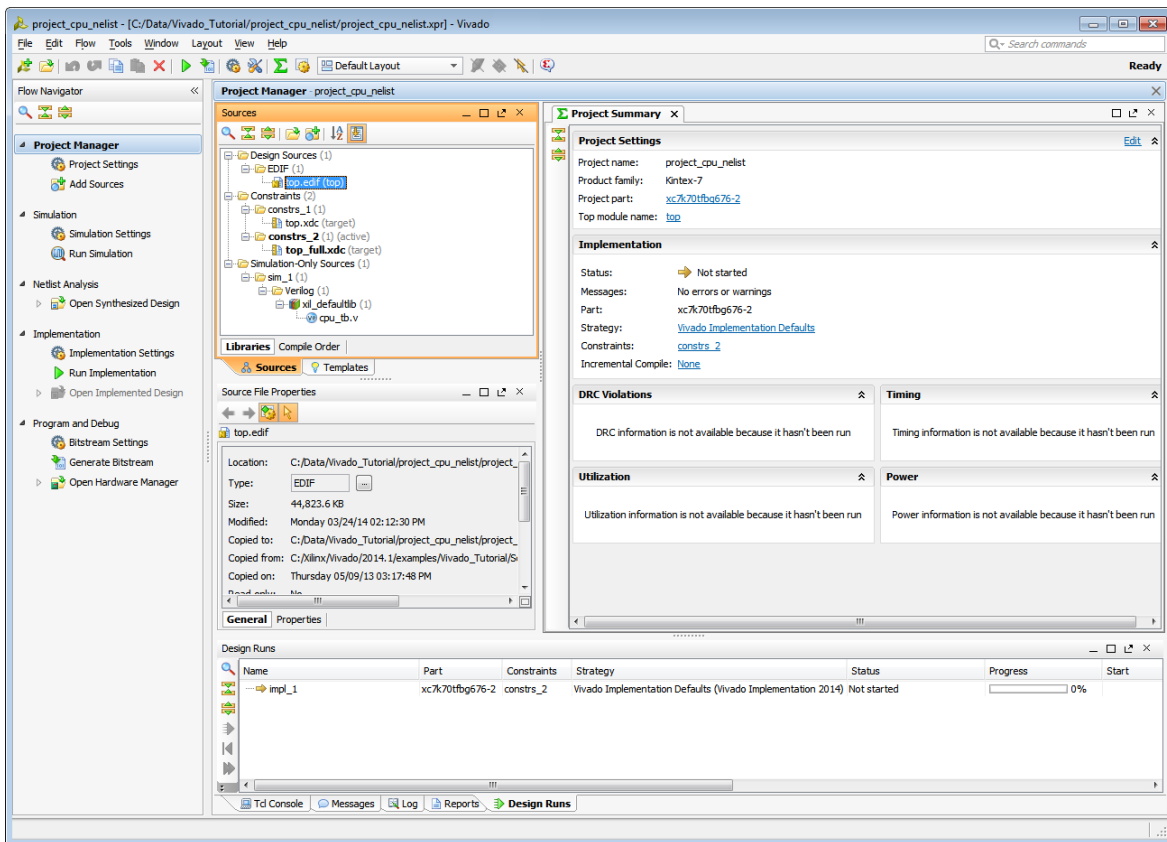 project_cpu_nelist - [C:/Data/Vivado_Tutorial/project_cpu_nelist/project_cpu_nelist.xpr] - Vivado
File Edit Flow Tools Window Layout View Help
Search commands
Default Layout
Ready
Flow Navigator
Project Manager
Project Settings
Add Sources
Simulation
Simulation Settings
Run Simulation
Netlist Analysis
Open Synthesized Design
Implementation
Implementation Settings
Run Implementation
Open Implemented Design
Program and Debug
Bitstream Settings
Generate Bitstream
Open Hardware Manager
Project Manager - project_cpu_nelist
Sources
Design Sources (1)
EDIF (1)
top.edif (top)
Constraints (2)
constrs_1 (1)
top.xdc (target)
constrs_2 (1) (active)
top_full.xdc (target)
Simulation-Only Sources (1)
sim_1 (1)
Verilog (1)
xil_defaultlib (1)
cpu_tb.v
Libraries Compile Order
Sources Templates
Source File Properties
top.edif
Location: C:/Data/Vivado_Tutorial/project_cpu_nelist/project_
Type: EDIF ...
Size: 44,823.6 KB
Modified: Monday 03/24/14 02:12:30 PM
Copied to: C:/Data/Vivado_Tutorial/project_cpu_nelist/project_
Copied from: C:/Xilinx/Vivado/2014.1/examples/Vivado_Tutorial/S
Copied on: Thursday 05/09/13 03:17:48 PM
Read-only: No
General Properties
Project Summary
Project Settings Edit
Project name: project_cpu_nelist
Product family: Kintex-7
Project part: xc7k70tfbg676-2
Top module name: top
Implementation
Status: Not started
Messages: No errors or warnings
Part: xc7k70tfbg676-2
Strategy: Vivado Implementation Defaults
Constraints: constrs_2
Incremental Compile: None
DRC Violations
DRC information is not available because it hasn't been run
Timing
Timing information is not available because it hasn't been run
Utilization
Utilization information is not available because it hasn't been run
Power
Power information is not available because it hasn't been run
Design Runs
Name Part Constraints Strategy Status Progress Start
impl_1 xc7k70tfbg676-2 constrs_2 Vivado Implementation Defaults (Vivado Implementation 2014) Not started 0%
Tcl Console Messages Log Reports Design Runs